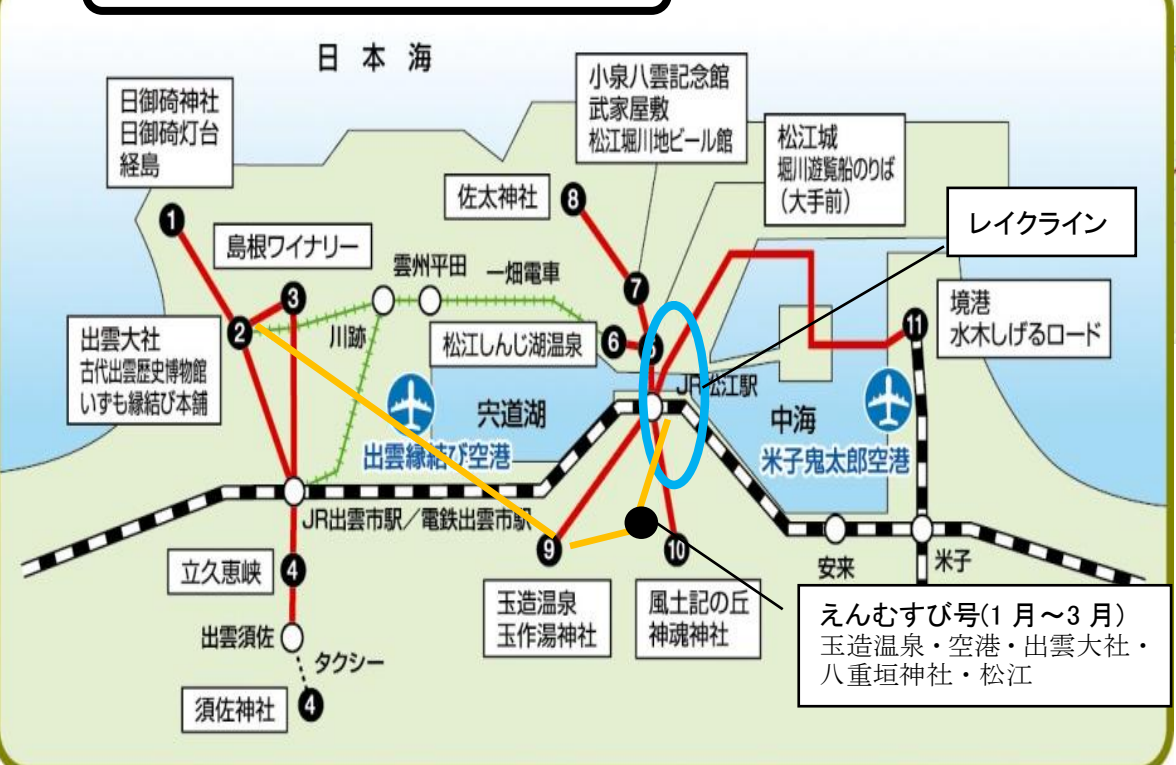 日本海
日御碕神社
日御碕灯台
経島
1
島根ワイナリー
3
2
出雲大社
古代出雲歴史博物館
いずも縁結び本舗
雲州平田
一畑電車
川跡
佐太神社
8
7
小泉八雲記念館
武家屋敷
松江堀川地ビール館
松江城
堀川遊覧船のりば
(大手前)
レイクライン
松江しんじ湖温泉
6
5
JR松江駅
11
境港
水木しげるロード
宍道湖
中海
出雲縁結び空港
米子鬼太郎空港
JR出雲市駅/電鉄出雲市駅
立久恵峡
4
出雲須佐
タクシー
須佐神社
4
9
玉造温泉
玉作湯神社
10
風土記の丘
神魂神社
安来
米子
えんむすび号(1月～3月)
玉造温泉・空港・出雲大社・
八重垣神社・松江